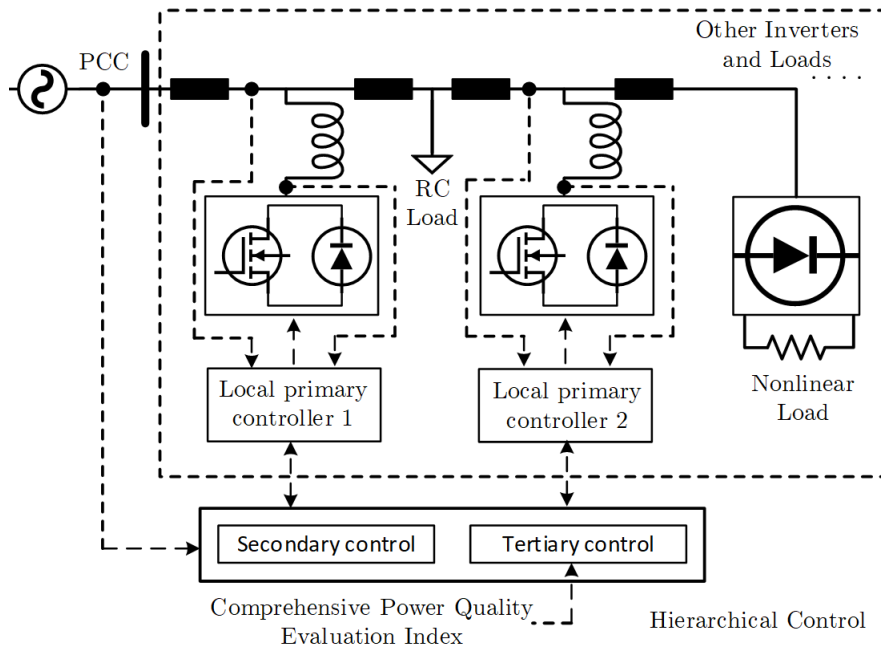 Other Inverters
and Loads
. . . .
PCC
RC
Load
Local primary
controller 1
Local primary
controller 2
Nonlinear
Load
Secondary control
Tertiary control
Comprehensive Power Quality
Evaluation Index
Hierarchical Control